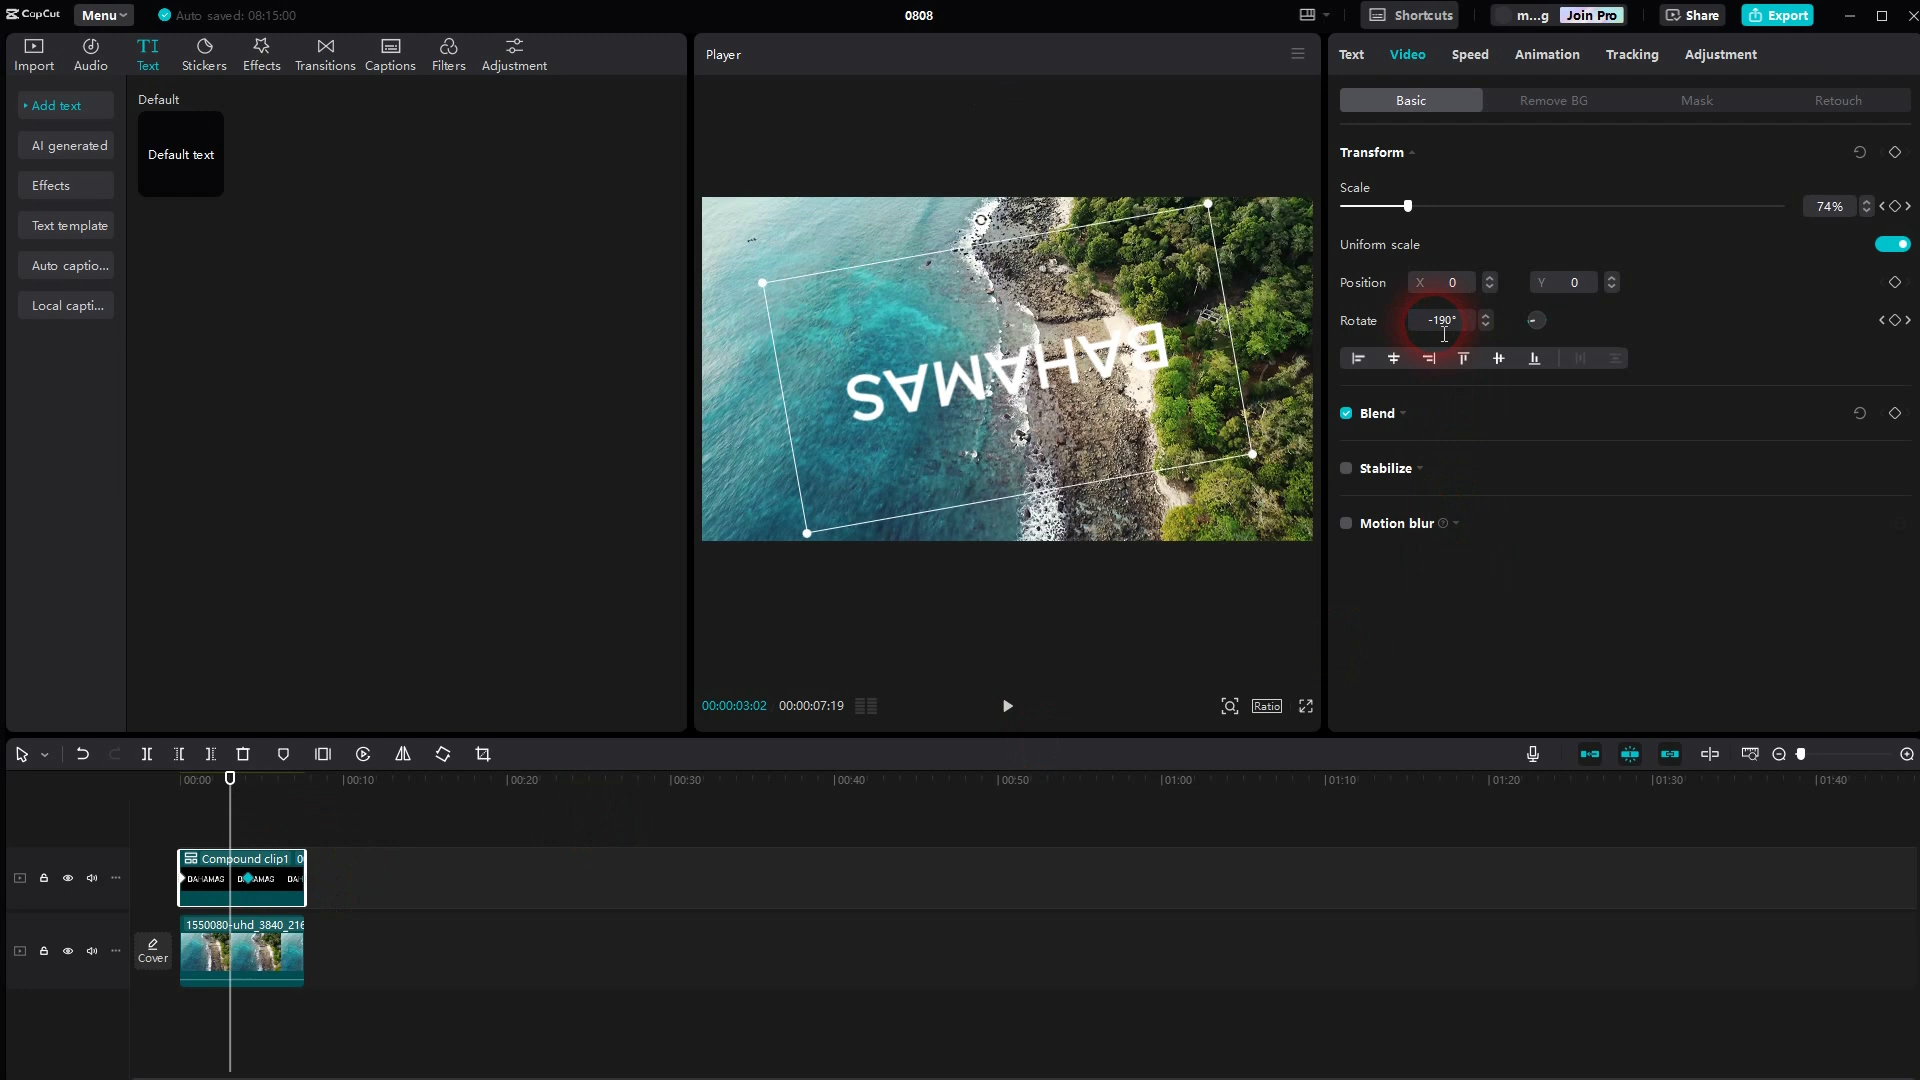 CapCut
Menu
Auto saved: 08:15:00
0808
Shortcuts
m...g
Join Pro
Share
Export
Import
Audio
TI
Text
Stickers
Effects
Transitions
Captions
Filters
Adjustment
Add text
AI generated
Effects
Text template
Auto captio...
Local capti...
Default
Default text
Player
BAHAMAS
00:00:03:02
00:00:07:19
Ratio
Text
Video
Speed
Animation
Tracking
Adjustment
Basic
Remove BG
Mask
Retouch
Transform
Scale
74%
Uniform scale
Position
X 0
Y 0
Rotate
-190°
Blend
Stabilize
Motion blur
00:00
00:10
00:20
00:30
00:40
00:50
01:00
01:10
01:20
01:30
01:40
Compound clip1
BAHAMAS
1550080-uhd_3840_216
Cover